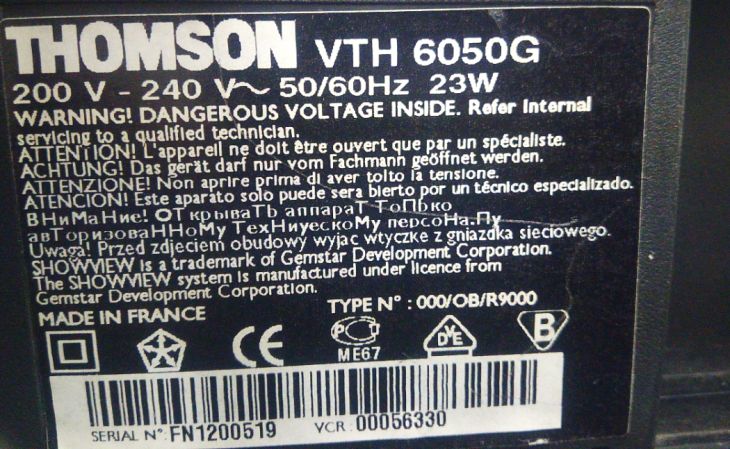 THOMSON VTH 6050G
200 V - 240 V~ 50/60Hz 23W
WARNING! DANGEROUS VOLTAGE INSIDE. Refer Internal
servicing to a qualified technician.
ATTENTION! L'appareil ne doit être ouvert que par un spécialiste.
ACHTUNG! Das gerät darf nur vom Fachmann geöffnet werden.
ATTENZIONE! Non aprire prima di aver tolto la tensione.
ATENCION! Este aparato solo puede sera bierto por un técnico especializado.
ВНиМаНие! ОТкрываТь аппараТ ТоПЬко
авТоризоваННоМу ТехНиуескоМу персоНа.Пу
Uwaga! Przed zdjeciem obudowy wyjac wtyczke z gniazdka sieciowego.
SHOWVIEW is a trademark of Gemstar Development Corporation.
The SHOWVIEW system is manufactured under licence from
Gemstar Development Corporation.
TYPE N° : 000/OB/R9000
MADE IN FRANCE
CE
ME67
VDE
B
SERIAL N°: FN1200519 VCR : 00056330